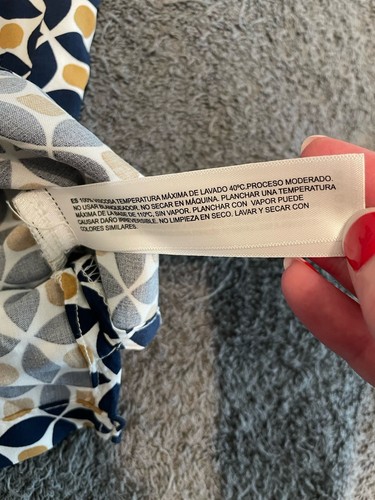 ES 100% VISCOSA TEMPERATURA MÁXIMA DE LAVADO 40ºC.PROCESO MODERADO.
NO USAR BLANQUEADOR. NO SECAR EN MÁQUINA. PLANCHAR UNA TEMPERATURA
MÁXIMA DE LA BASE DE 110ºC, SIN VAPOR. PLANCHAR CON VAPOR PUEDE
CAUSAR DAÑO IRREVERSIBLE. NO LIMPIEZA EN SECO. LAVAR Y SECAR CON
COLORES SIMILARES.